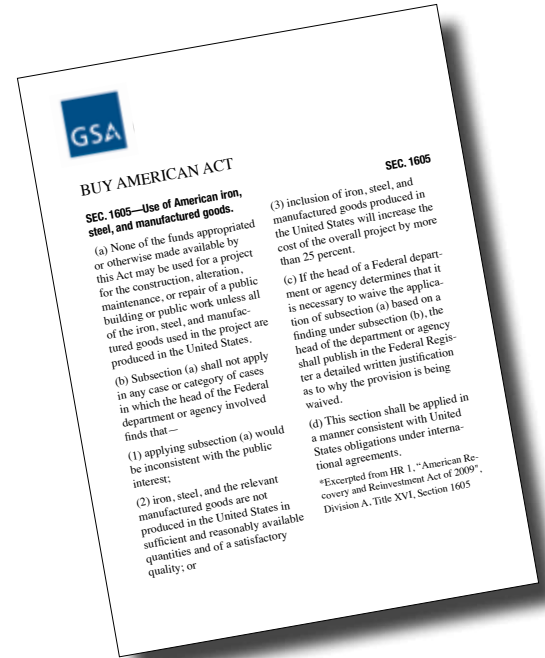 GSA
BUY AMERICAN ACT
SEC. 1605—Use of American iron,
steel, and manufactured goods.
(a) None of the funds appropriated
or otherwise made available by
this Act may be used for a project
for the construction, alteration,
maintenance, or repair of a public
building or public work unless all
of the iron, steel, and manufac-
tured goods used in the project are
produced in the United States.
(b) Subsection (a) shall not apply
in any case or category of cases
in which the head of the Federal
department or agency involved
finds that—
(1) applying subsection (a) would
be inconsistent with the public
interest;
(2) iron, steel, and the relevant
manufactured goods are not
produced in the United States in
sufficient and reasonably available
quantities and of a satisfactory
quality; or
SEC. 1605
(3) inclusion of iron, steel, and
manufactured goods produced in
the United States will increase the
cost of the overall project by more
than 25 percent.
(c) If the head of a Federal depart-
ment or agency determines that it
is necessary to waive the applica-
tion of subsection (a) based on a
finding under subsection (b), the
head of the department or agency
shall publish in the Federal Regis-
ter a detailed written justification
as to why the provision is being
waived.
(d) This section shall be applied in
a manner consistent with United
States obligations under interna-
tional agreements.
*Excerpted from HR 1, “American Re-
covery and Reinvestment Act of 2009”,
Division A, Title XVI, Section 1605